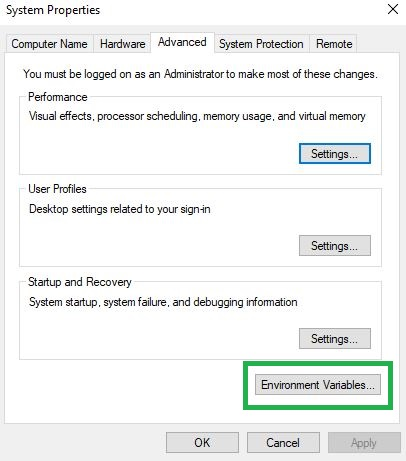 System Properties
Computer Name Hardware Advanced System Protection Remote
You must be logged on as an Administrator to make most of these changes.
Performance
Visual effects, processor scheduling, memory usage, and virtual memory
Settings...
User Profiles
Desktop settings related to your sign-in
Settings...
Startup and Recovery
System startup, system failure, and debugging information
Settings...
Environment Variables...
OK Cancel Apply